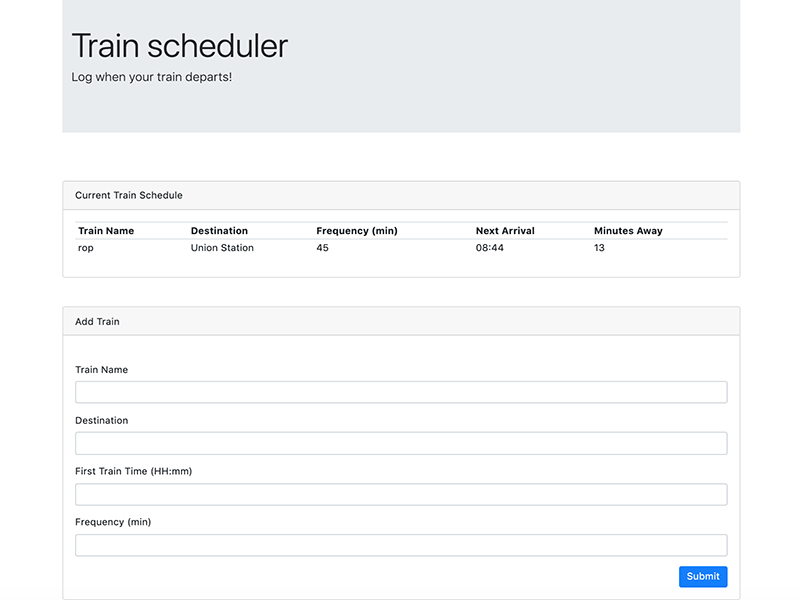 Train scheduler
Log when your train departs!
Current Train Schedule
Train Name Destination Frequency (min) Next Arrival Minutes Away
rop Union Station 45 08:44 13
Add Train
Train Name
Destination
First Train Time (HH:mm)
Frequency (min)
Submit